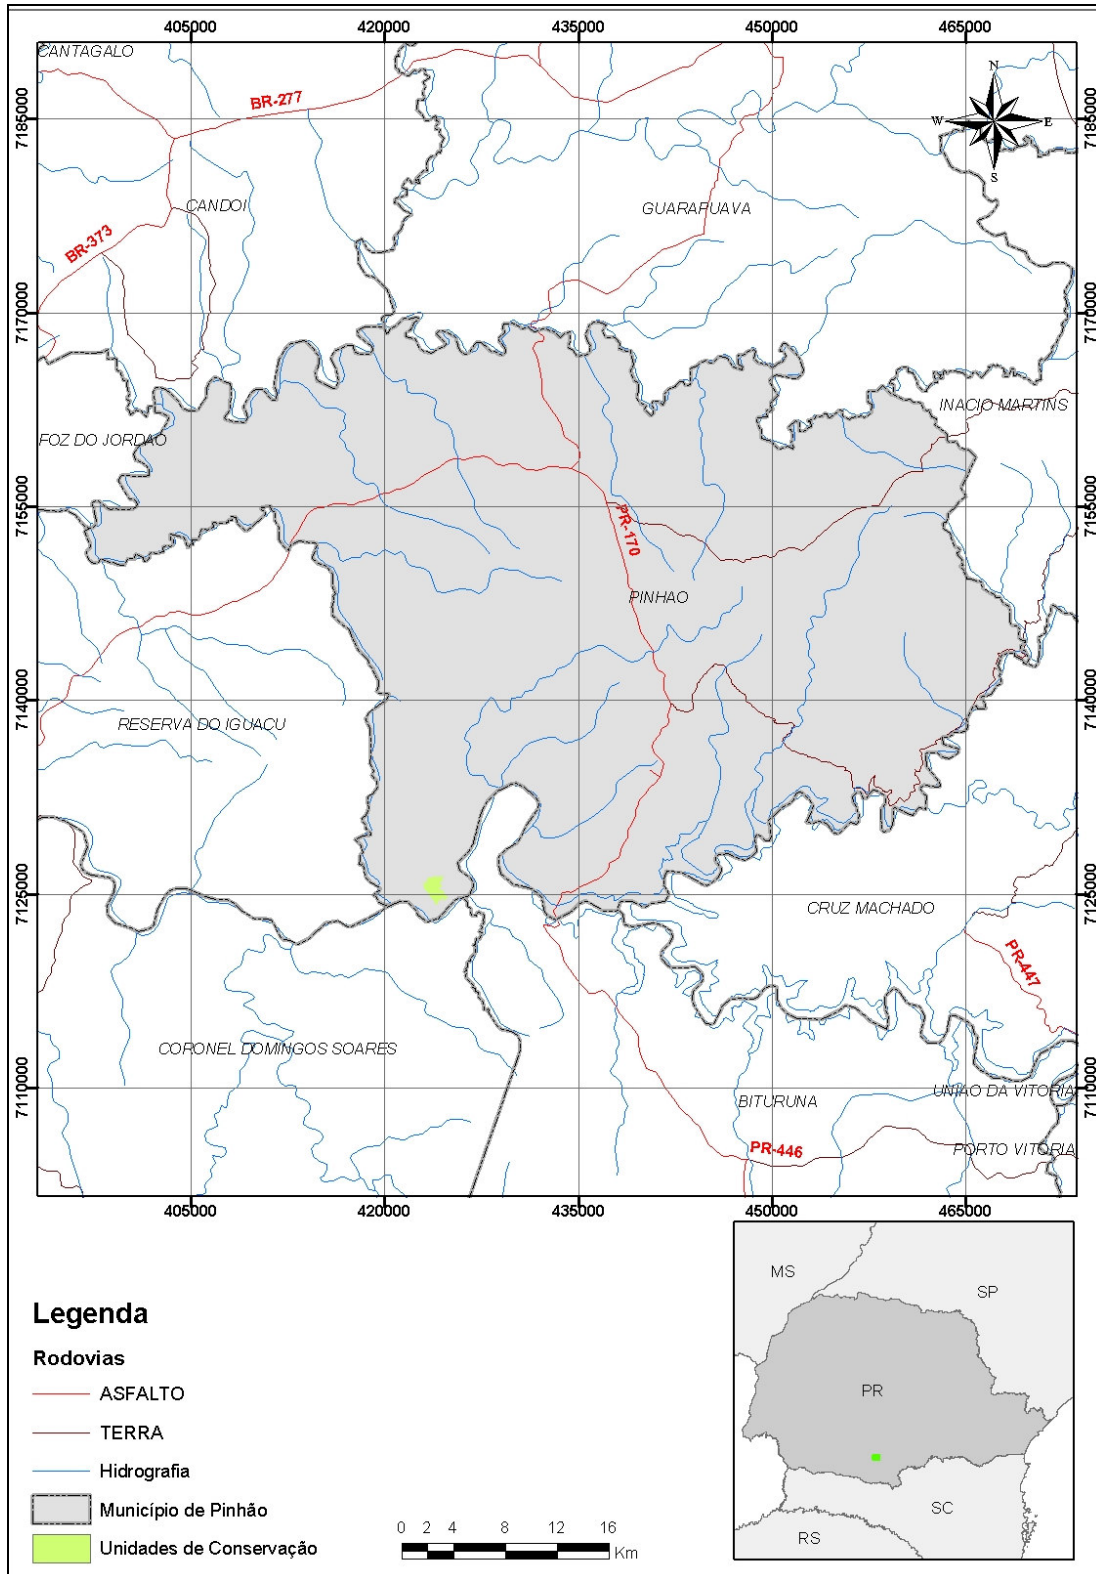 405000 420000 435000 450000 465000
CANTAGALO
N
BR-277
7185000 7185000
W E
S
CANDOI
GUARAPUAVA
BR-373
7170000 7170000
INACIO MARTINS
FOZ DO JORDAO
7155000 7155000
PR-170
PINHAO
7140000 7140000
RESERVA DO IGUACU
7125000 7125000
CRUZ MACHADO
PR-447
CORONEL DOMINGOS SOARES
7110000 7110000
UNIAO DA VITORIA
BITURUNA
PR-446
PORTO VITORIA
405000 420000 435000 450000 465000
MS
SP
PR
SC
RS
Legenda
Rodovias
ASFALTO
TERRA
Hidrografia
Município de Pinhão
Unidades de Conservação
0 2 4 8 12 16
Km